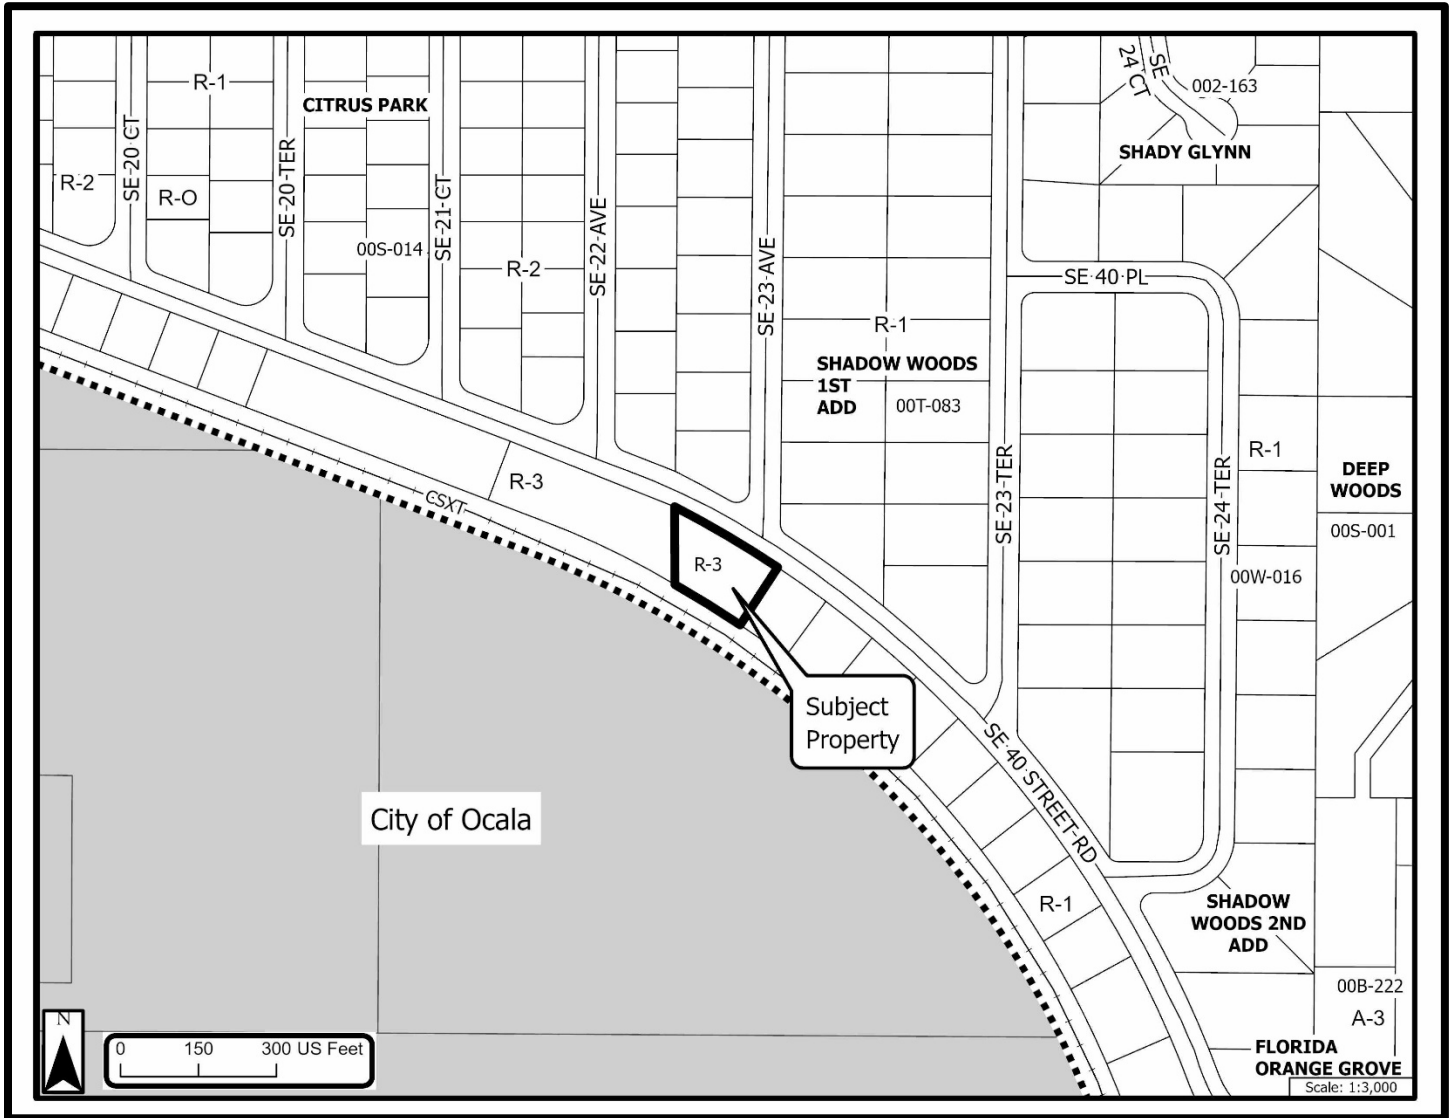 SE 24 CT
002-163
R-1
CITRUS PARK
SE-20-CT
SE-20-TER
SHADY GLYNN
R-2
R-O
SE-21-CT
SE-22-AVE
00S-014
SE-23-AVE
R-2
SE-40-PL
R-1
SHADOW WOODS
1ST
ADD
00T-083
R-1
DEEP
WOODS
SE-23-TER
SE-24-TER
R-3
CSXT
00S-001
R-3
00W-016
Subject
Property
SE-40-STREET-RD
City of Ocala
R-1
SHADOW
WOODS 2ND
ADD
00B-222
A-3
N
0 150 300 US Feet
FLORIDA
ORANGE GROVE
Scale: 1:3,000